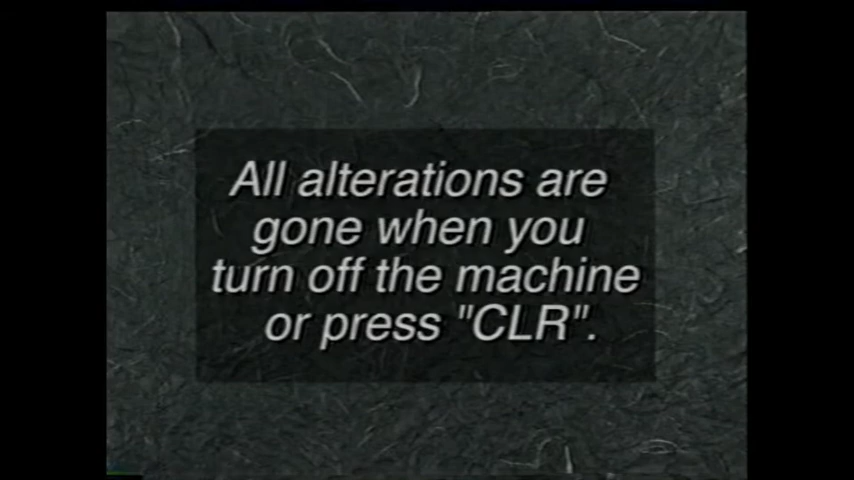 All alterations are
gone when you
turn off the machine
or press "CLR".